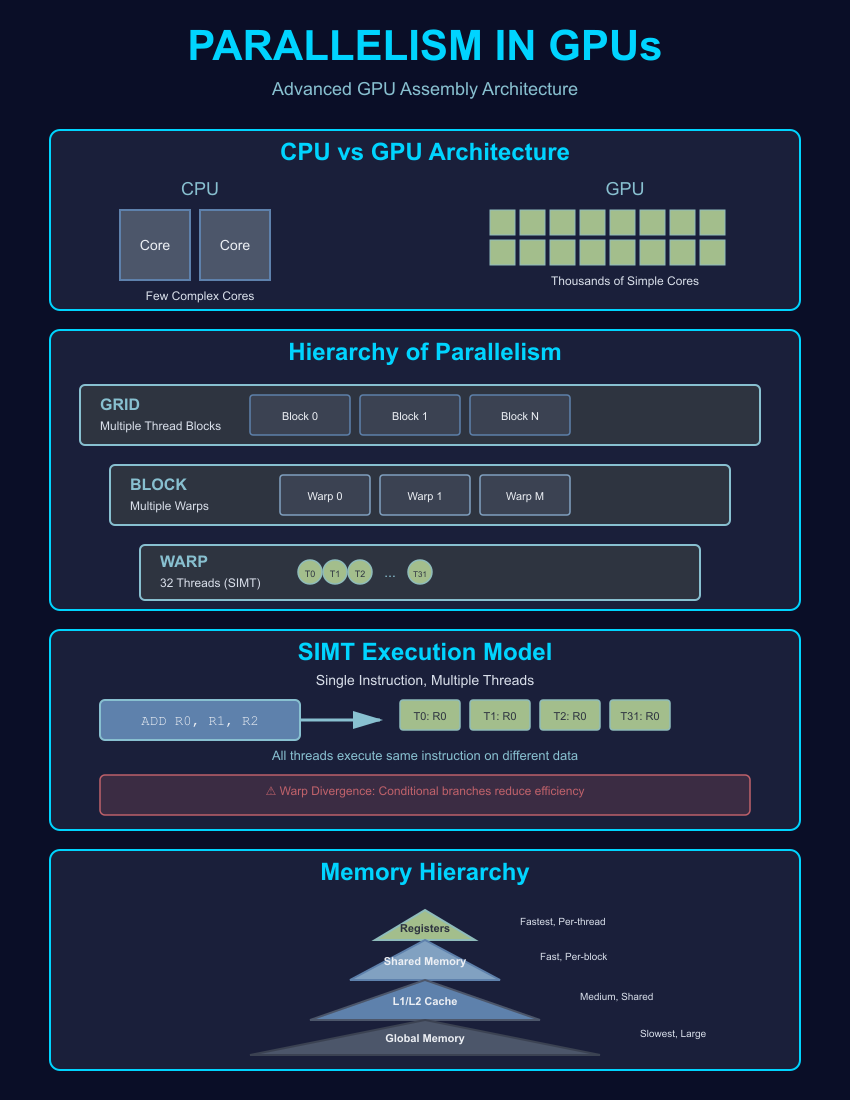 PARALLELISM IN GPUs
Advanced GPU Assembly Architecture
CPU vs GPU Architecture
CPU
GPU
Core
Core
Few Complex Cores
Thousands of Simple Cores
Hierarchy of Parallelism
GRID
Multiple Thread Blocks
Block 0
Block 1
Block N
BLOCK
Multiple Warps
Warp 0
Warp 1
Warp M
WARP
32 Threads (SIMT)
T0
T1
T2
...
T31
SIMT Execution Model
Single Instruction, Multiple Threads
ADD R0, R1, R2
T0: R0
T1: R0
T2: R0
T31: R0
All threads execute same instruction on different data
⚠ Warp Divergence: Conditional branches reduce efficiency
Memory Hierarchy
Registers
Fastest, Per-thread
Shared Memory
Fast, Per-block
L1/L2 Cache
Medium, Shared
Global Memory
Slowest, Large